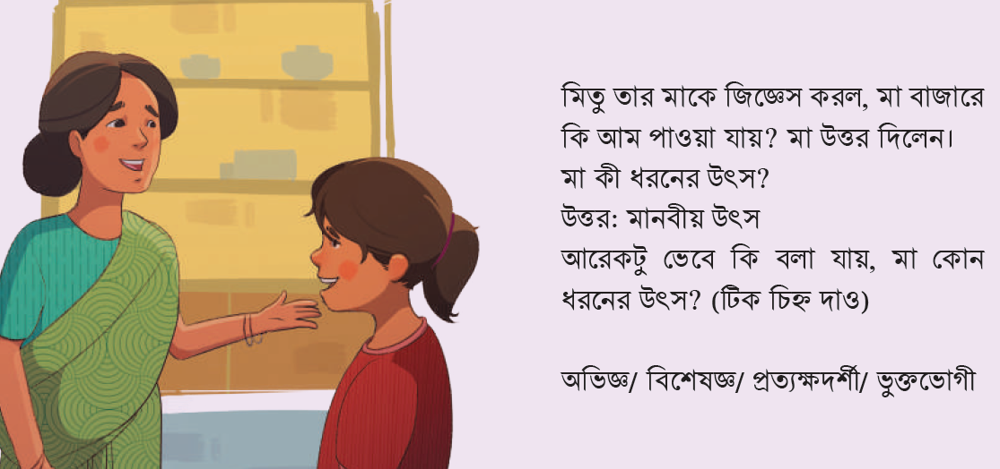 মিতু তার মাকে জিজ্ঞেস করল, মা বাজারে
কি আম পাওয়া যায়? মা উত্তর দিলেন।
মা কী ধরনের উৎস?
উত্তর: মানবীয় উৎস
আরেকটু ভেবে কি বলা যায়, মা কোন
ধরনের উৎস? (টিক চিহ্ন দাও)
অভিজ্ঞ/ বিশেষজ্ঞ/ প্রত্যক্ষদর্শী/ ভুক্তভোগী